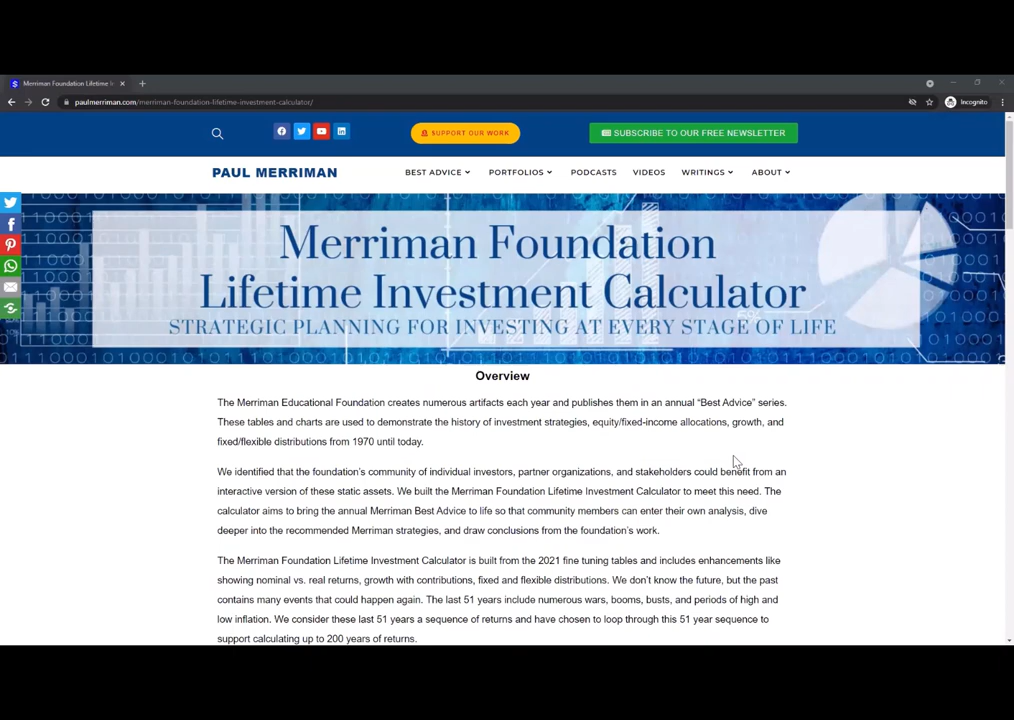 Merriman Foundation Lifetime I
paulmerriman.com/merriman-foundation-lifetime-investment-calculator/
Incognito
SUPPORT OUR WORK
SUBSCRIBE TO OUR FREE NEWSLETTER
PAUL MERRIMAN
BEST ADVICE
PORTFOLIOS
PODCASTS
VIDEOS
WRITINGS
ABOUT
Merriman Foundation
Lifetime Investment Calculator
STRATEGIC PLANNING FOR INVESTING AT EVERY STAGE OF LIFE
Overview
The Merriman Educational Foundation creates numerous artifacts each year and publishes them in an annual “Best Advice” series.
These tables and charts are used to demonstrate the history of investment strategies, equity/fixed-income allocations, growth, and
fixed/flexible distributions from 1970 until today.
We identified that the foundation’s community of individual investors, partner organizations, and stakeholders could benefit from an
interactive version of these static assets. We built the Merriman Foundation Lifetime Investment Calculator to meet this need. The
calculator aims to bring the annual Merriman Best Advice to life so that community members can enter their own analysis, dive
deeper into the recommended Merriman strategies, and draw conclusions from the foundation’s work.
The Merriman Foundation Lifetime Investment Calculator is built from the 2021 fine tuning tables and includes enhancements like
showing nominal vs. real returns, growth with contributions, fixed and flexible distributions. We don’t know the future, but the past
contains many events that could happen again. The last 51 years include numerous wars, booms, busts, and periods of high and
low inflation. We consider these last 51 years a sequence of returns and have chosen to loop through this 51 year sequence to
support calculating up to 200 years of returns.